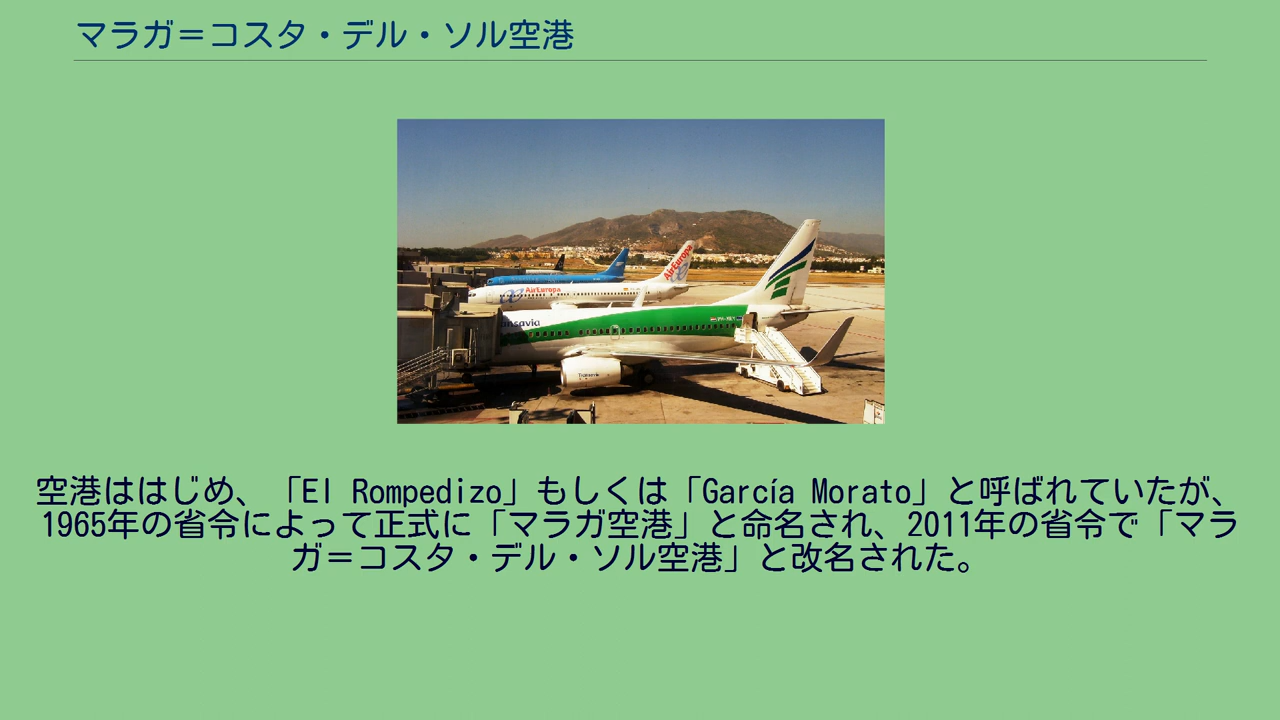 マラガ＝コスタ・デル・ソル空港
AirEuropa
AirEuropa
Transavia
空港ははじめ、「El Rompedizo」もしくは「García Morato」と呼ばれていたが、
1965年の省令によって正式に「マラガ空港」と命名され、2011年の省令で「マラ
ガ＝コスタ・デル・ソル空港」と改名された。